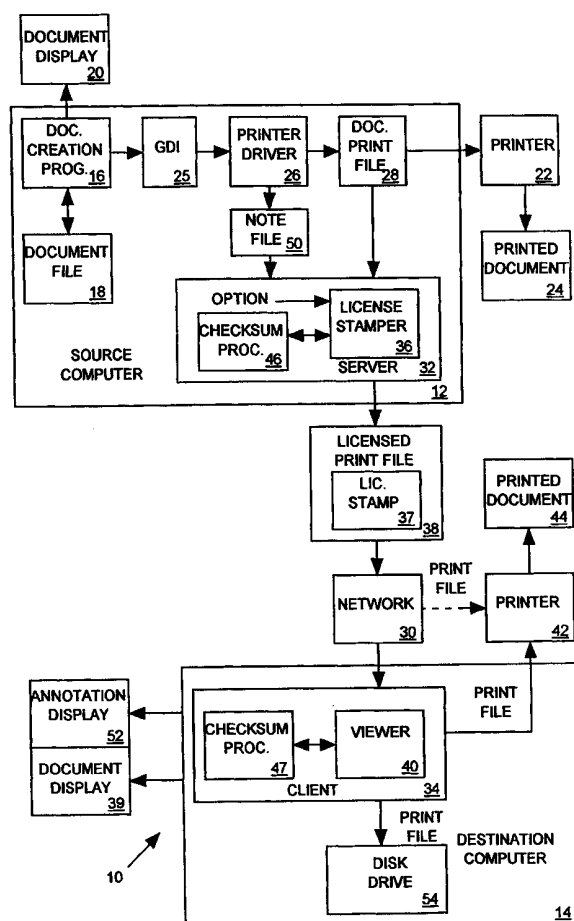 DOCUMENT
DISPLAY
20
DOC.
CREATION
PROG.
16
GDI
25
PRINTER
DRIVER
26
DOC.
PRINT
FILE
28
PRINTER
22
NOTE
FILE
50
DOCUMENT
FILE
18
PRINTED
DOCUMENT
24
OPTION
LICENSE
STAMPER
36
CHECKSUM
PROC.
46
SERVER
32
SOURCE
COMPUTER
12
LICENSED
PRINT FILE
LIC.
STAMP
37
38
PRINTED
DOCUMENT
44
NETWORK
30
PRINT
FILE
PRINTER
42
ANNOTATION
DISPLAY
52
DOCUMENT
DISPLAY
39
CHECKSUM
PROC.
47
VIEWER
40
CLIENT
34
PRINT
FILE
PRINT
FILE
DISK
DRIVE
54
DESTINATION
COMPUTER
10
14